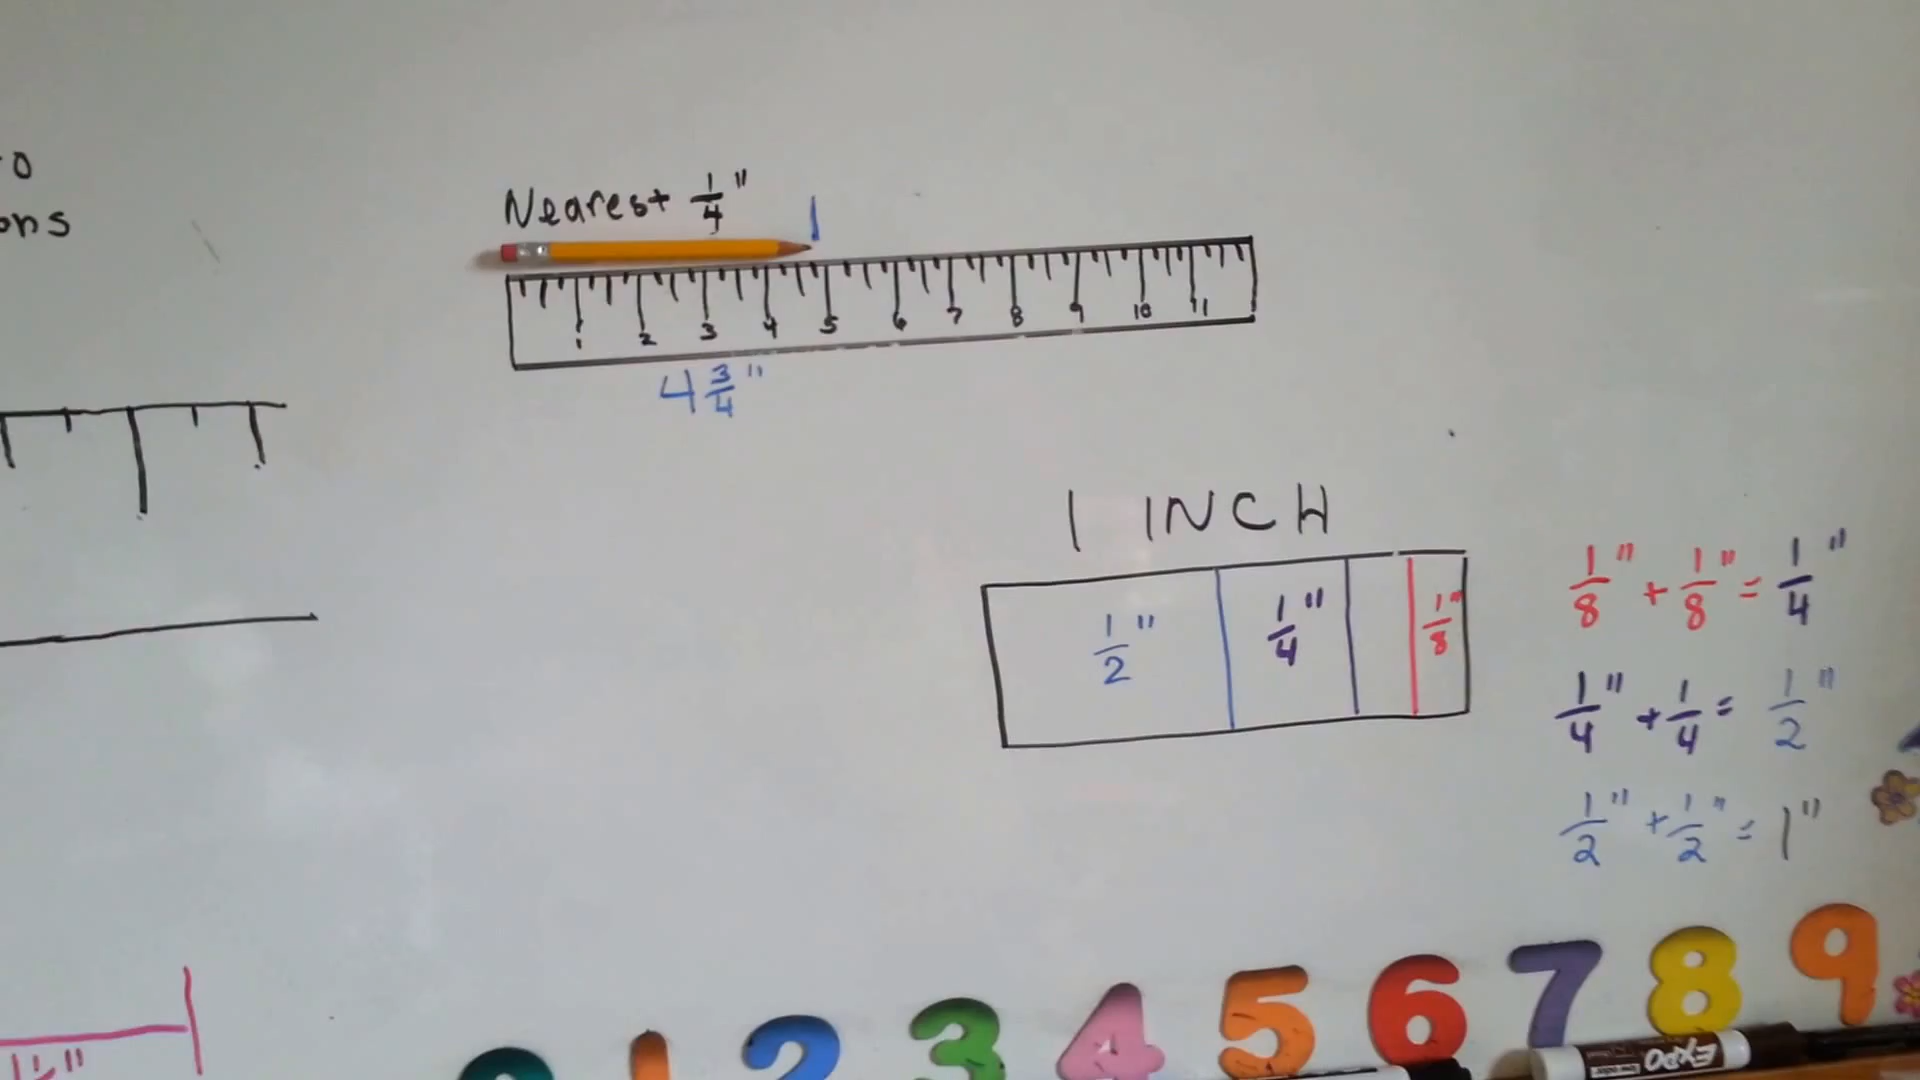 ons
Nearest 1/4"
1 2 3 4 5 6 7 8 9 10 11
4 3/4"
1 INCH
1/2" 1/4" 1/8"
1/8" + 1/8" = 1/4"
1/4" + 1/4 = 1/2"
1/2" + 1/2" = 1"
1 2 3 4 5 6 7 8 9
EXPO